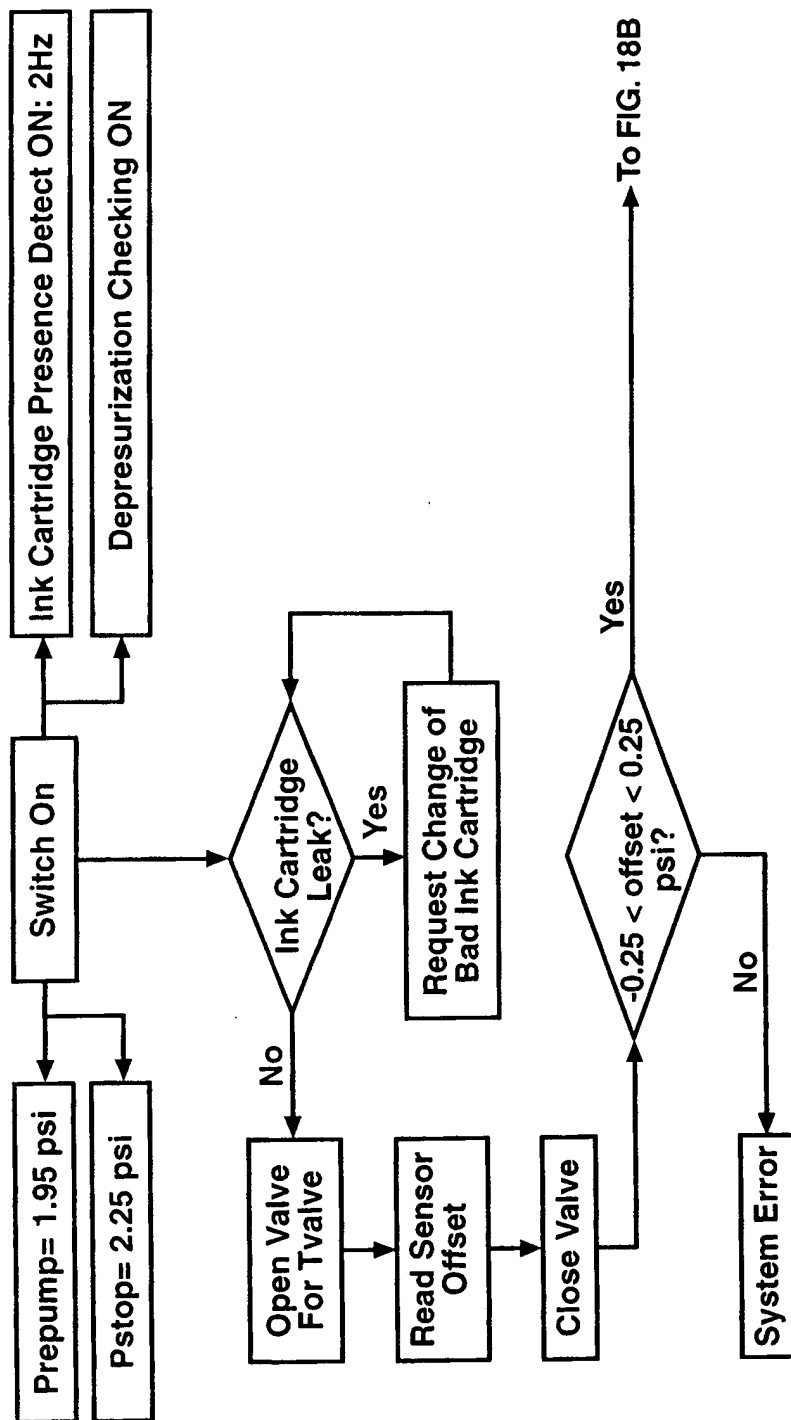 Prepump= 1.95 psi
Pstop= 2.25 psi
Switch On
Ink Cartridge Presence Detect ON: 2Hz
Depresurization Checking ON
Ink Cartridge
Leak?
No
Yes
Request Change of
Bad Ink Cartridge
Open Valve
For Tvalve
Read Sensor
Offset
Close Valve
-0.25 < offset < 0.25
psi?
Yes
To FIG. 18B
No
System Error